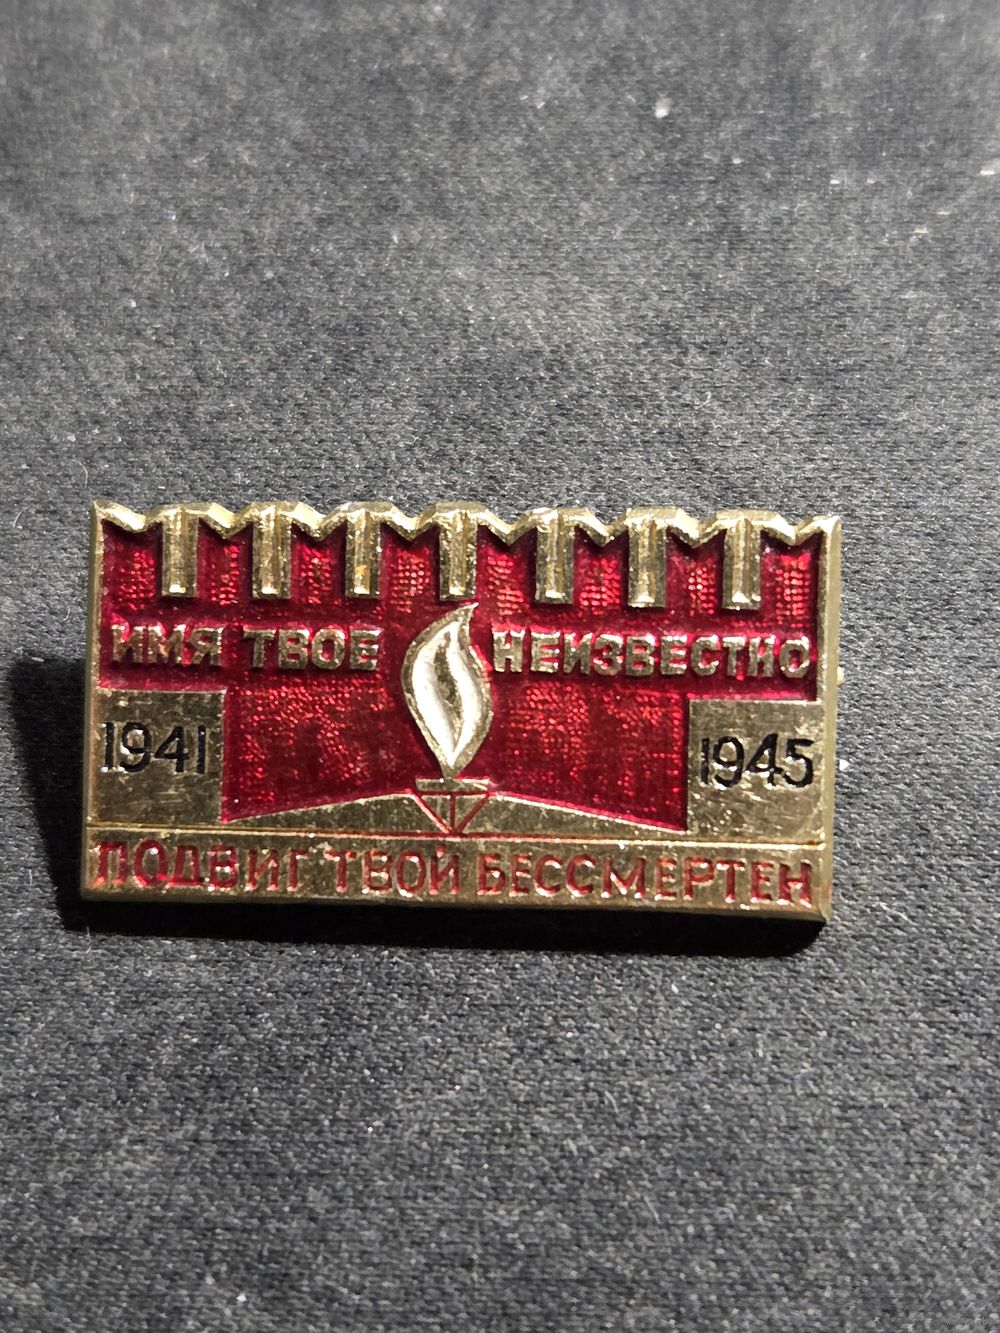 ИМЯ ТВОЕ НЕИЗВЕСТНО
1941 1945
ПОДВИГ ТВОЙ БЕССМЕРТЕН